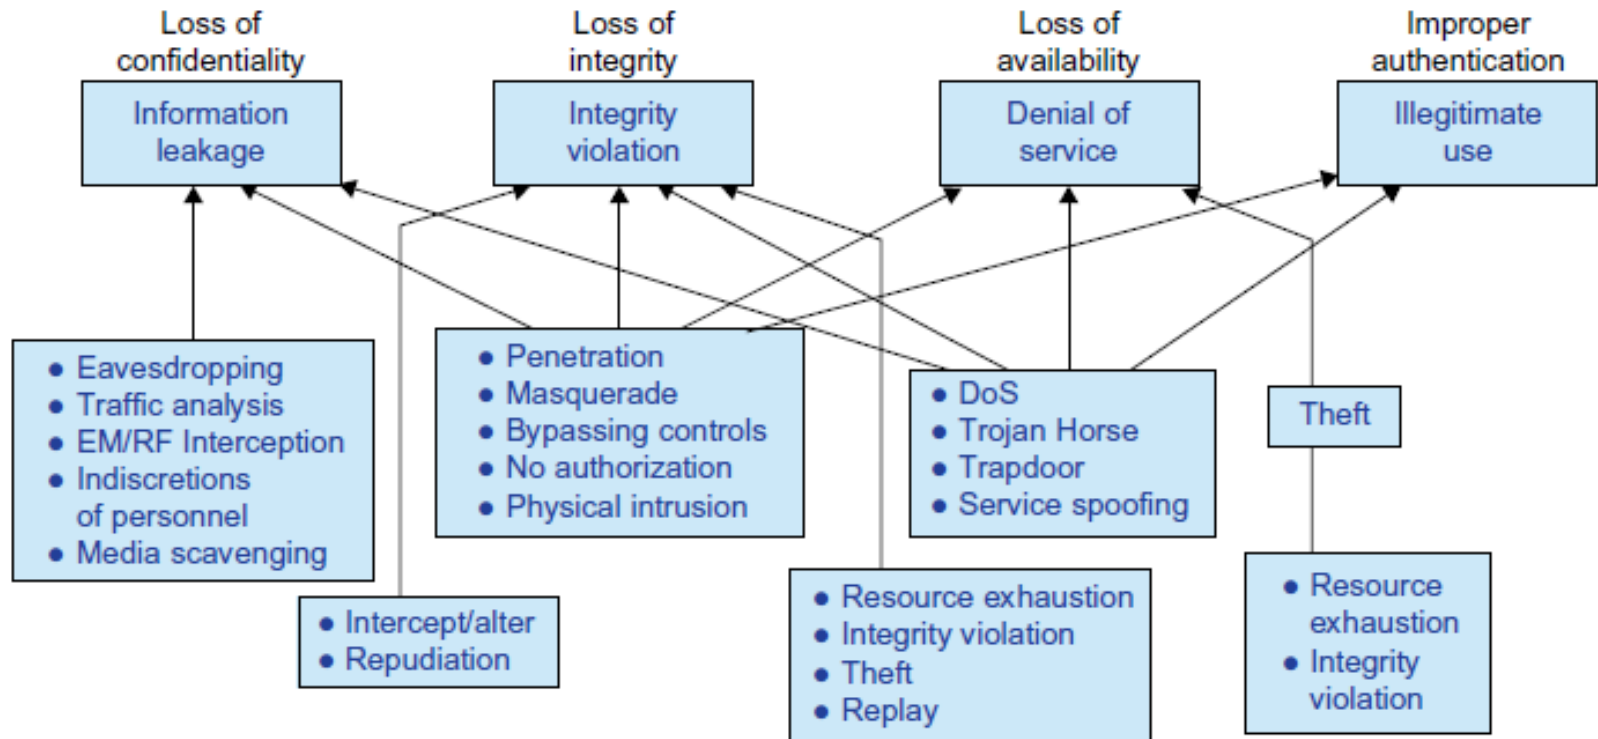 Loss of
confidentiality
Loss of
integrity
Loss of
availability
Improper
authentication
Information
leakage
Integrity
violation
Denial of
service
Illegitimate
use
● Eavesdropping
● Traffic analysis
● EM/RF Interception
● Indiscretions
of personnel
● Media scavenging
● Penetration
● Masquerade
● Bypassing controls
● No authorization
● Physical intrusion
● DoS
● Trojan Horse
● Trapdoor
● Service spoofing
Theft
● Intercept/alter
● Repudiation
● Resource exhaustion
● Integrity violation
● Theft
● Replay
● Resource
exhaustion
● Integrity
violation